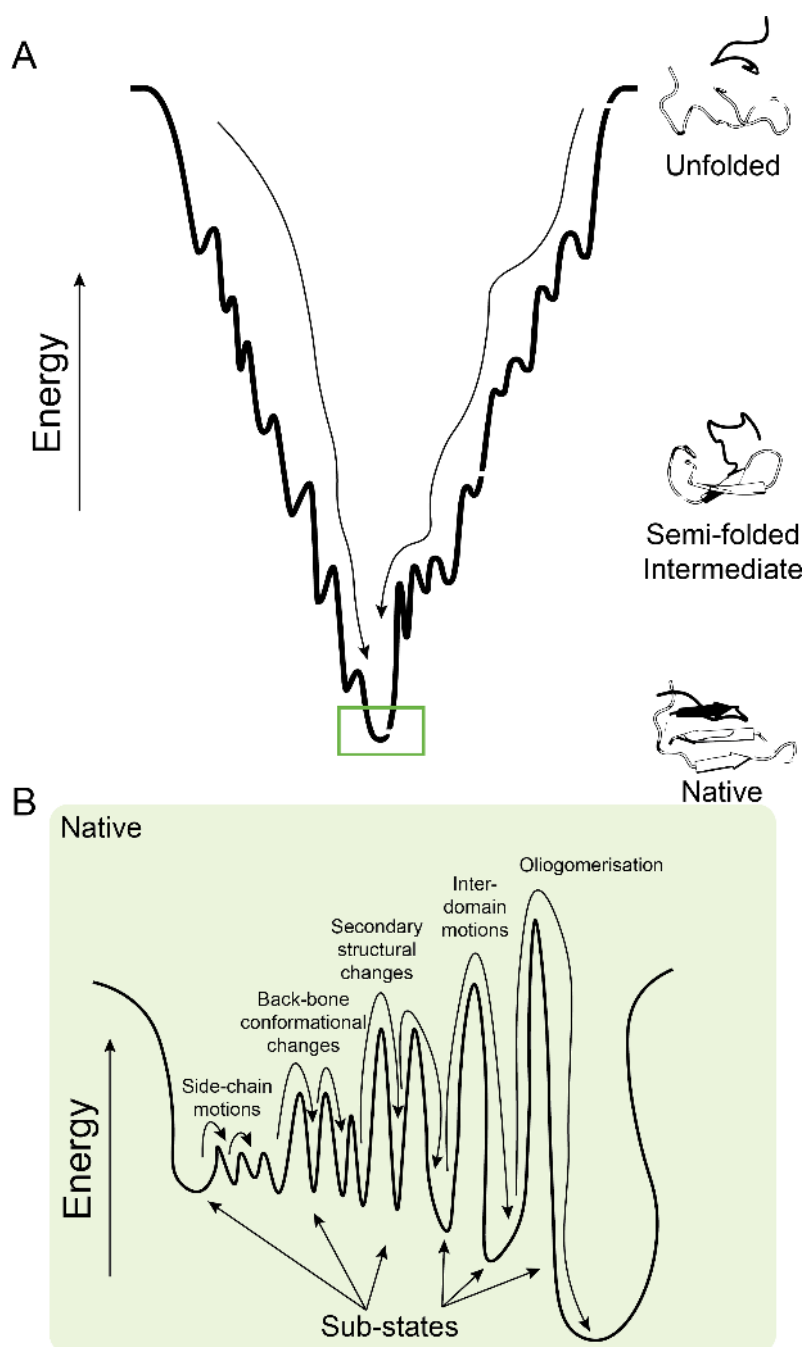 A
Unfolded
Energy
Semi-folded
Intermediate
Native
B
Native
Oliogomerisation
Inter-
domain
motions
Secondary
structural
changes
Back-bone
conformational
changes
Side-chain
motions
Energy
Sub-states